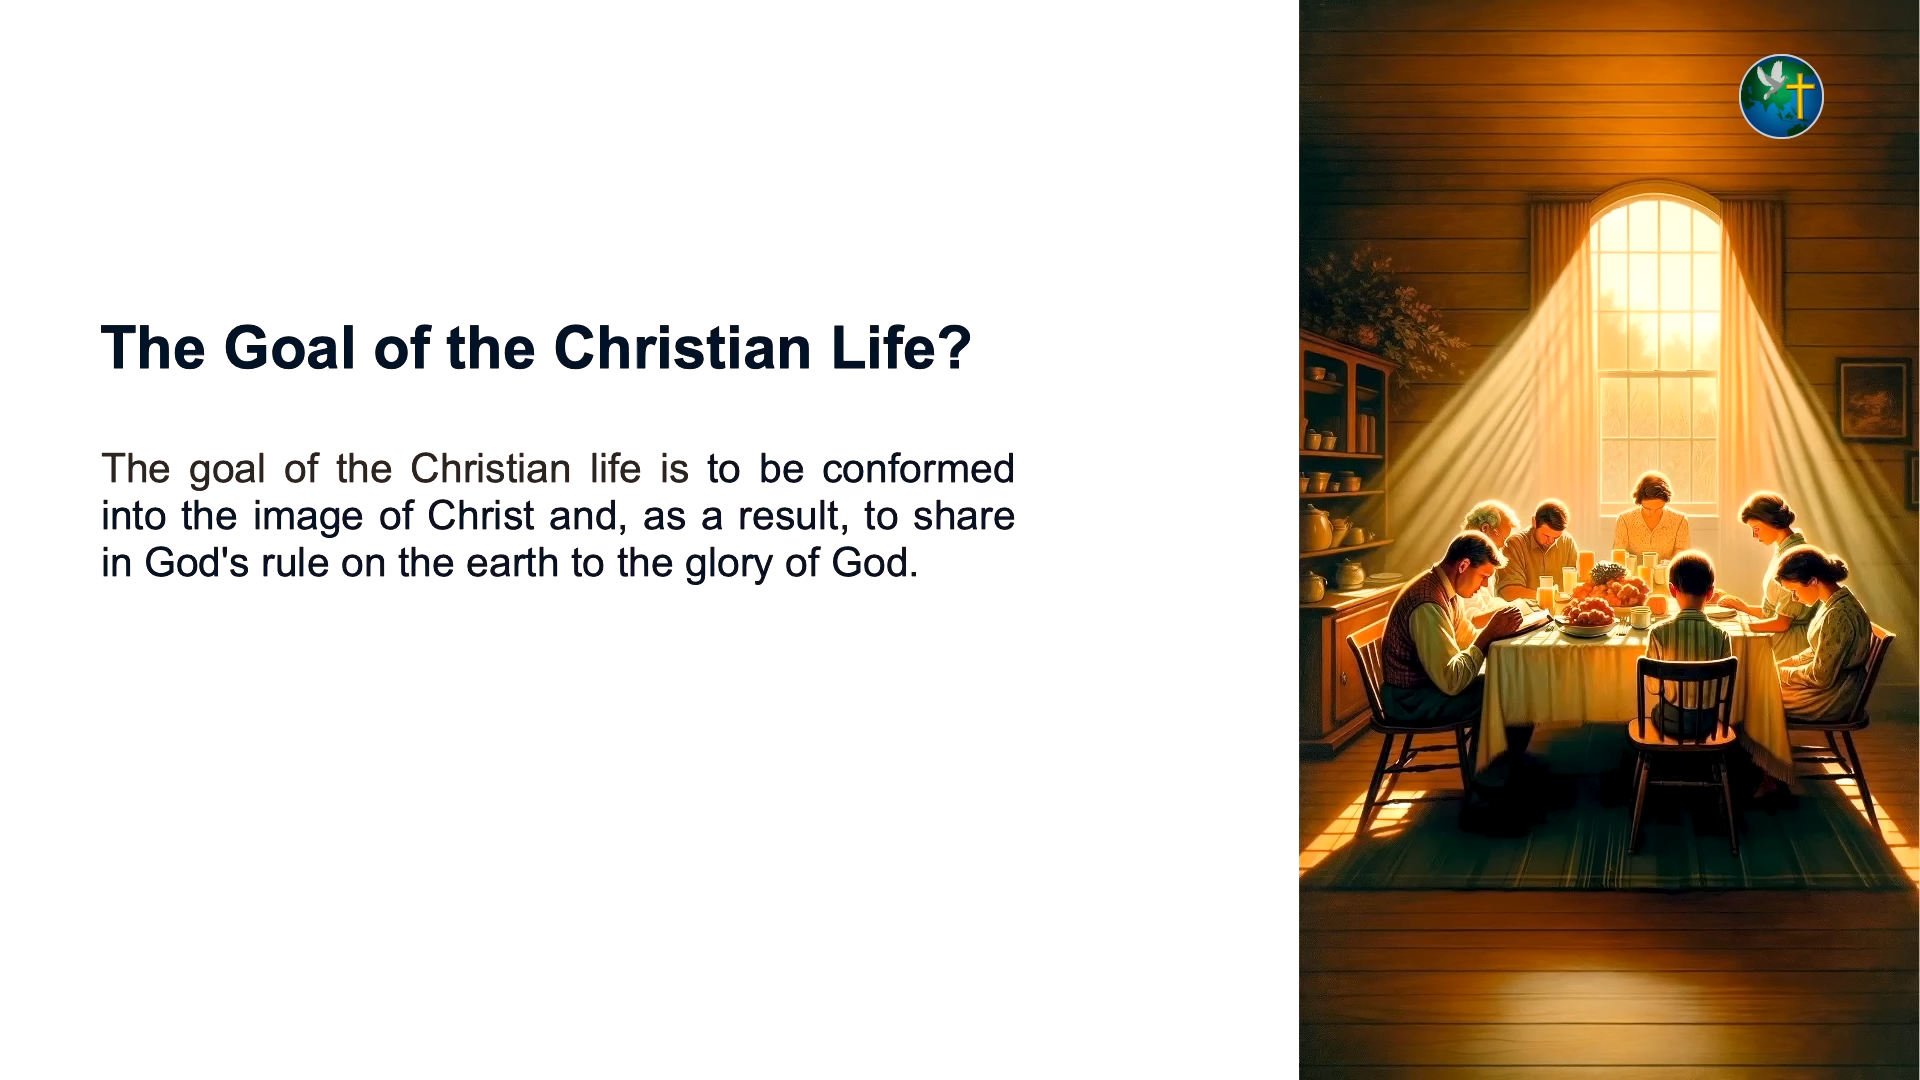 The Goal of the Christian Life?
The goal of the Christian life is to be conformed
into the image of Christ and, as a result, to share
in God's rule on the earth to the glory of God.